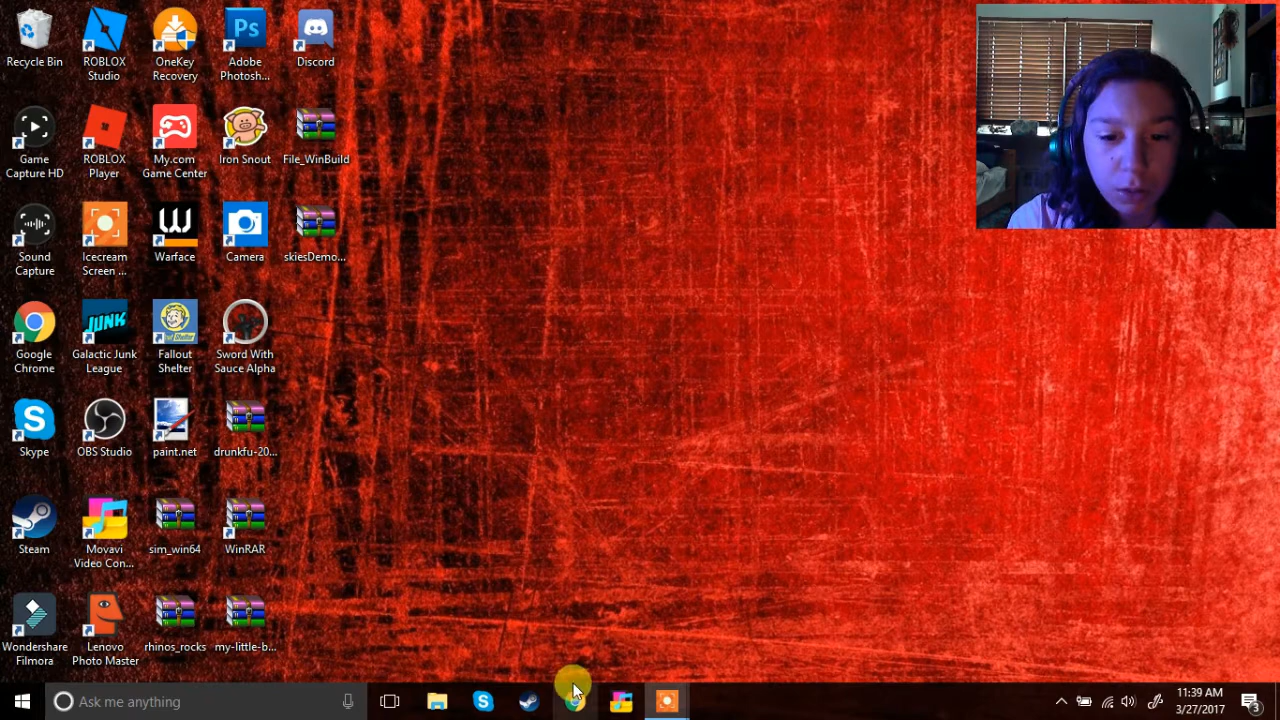 Recycle Bin
ROBLOX
Studio
OneKey
Recovery
Ps
Adobe
Photosh...
Discord
Game
Capture HD
ROBLOX
Player
My.com
Game Center
Iron Snout
File_WinBuild
Sound
Capture
Icecream
Screen ...
Warface
Camera
skiesDemo...
Google
Chrome
JUNK
Galactic Junk
League
Fallout
Shelter
Sword With
Sauce Alpha
Skype
OBS Studio
paint.net
drunkfu-20...
Steam
Movavi
Video Con...
sim_win64
WinRAR
Wondershare
Filmora
Lenovo
Photo Master
rhinos_rocks
my-little-b...
Ask me anything
11:39 AM
3/27/2017
3